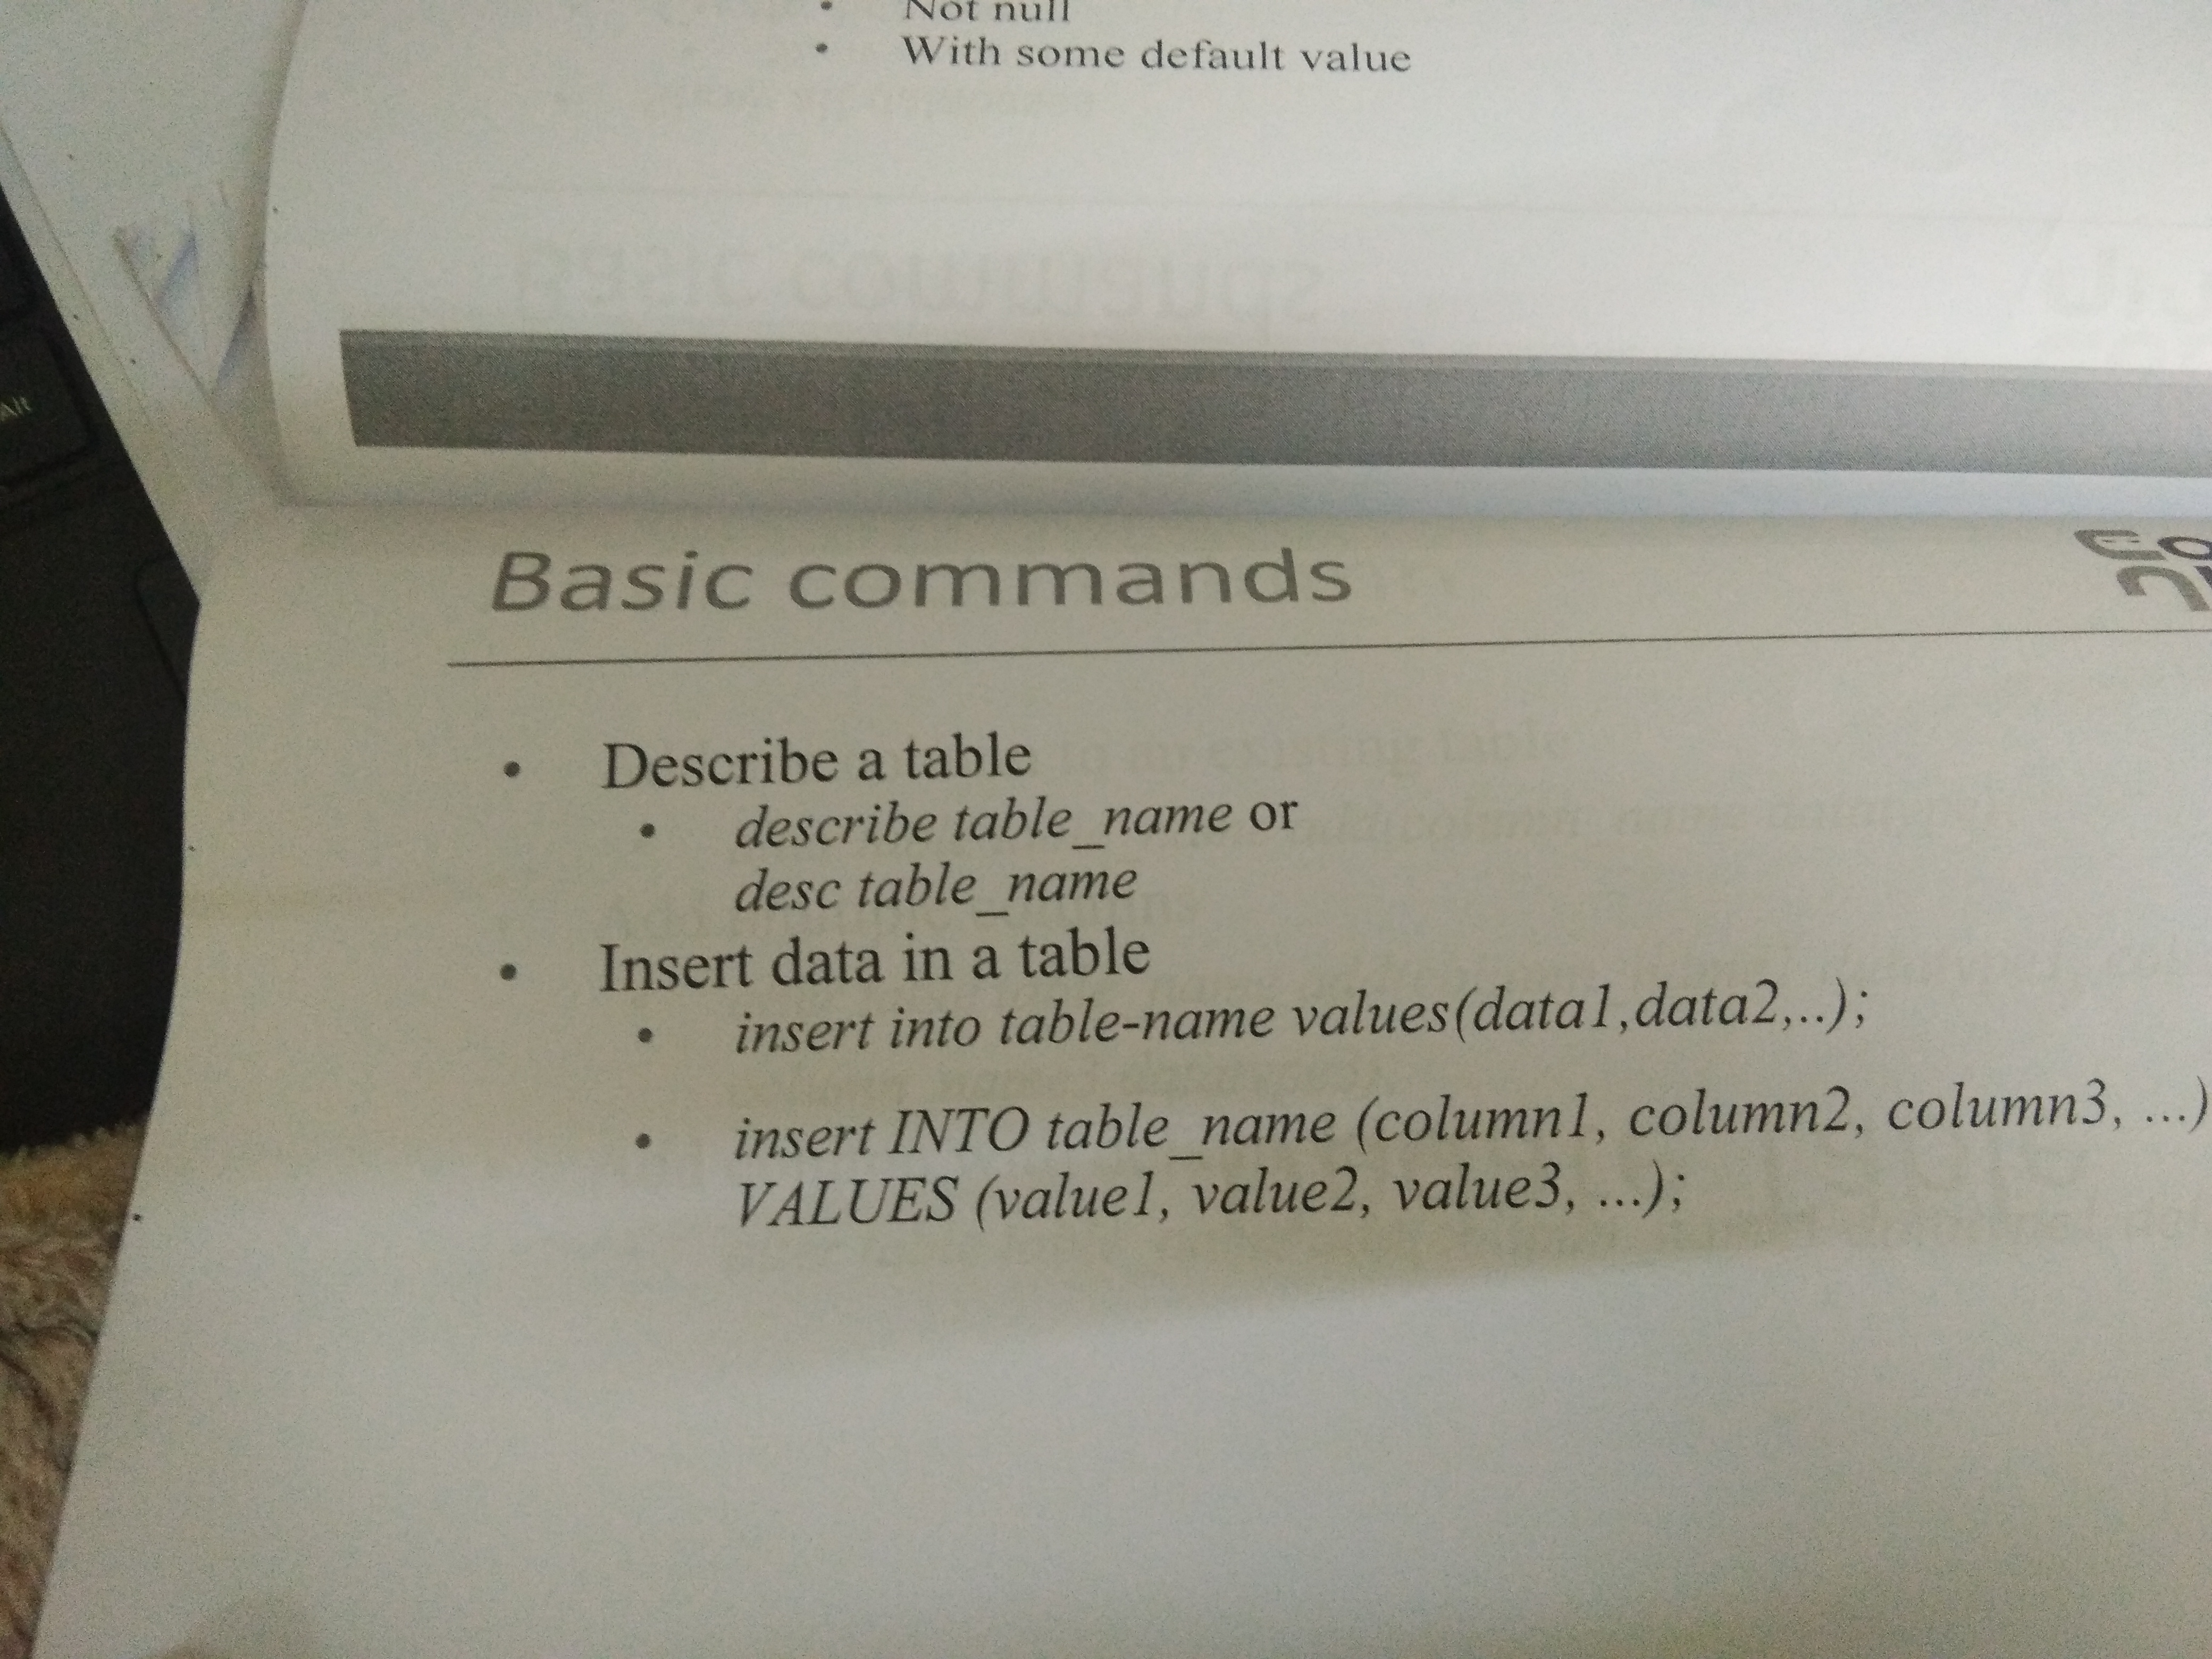 • Not null
• With some default value
Basic commands
• Describe a table
• describe table_name or
desc table_name
• Insert data in a table
• insert into table-name values(data1,data2,..);
• insert INTO table_name (column1, column2, column3, ...)
VALUES (value1, value2, value3, ...);
Alt